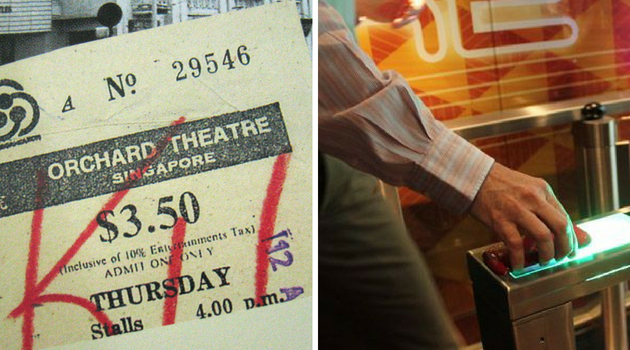 A No 29546
ORCHARD THEATRE
SINGAPORE
$3.50
(Inclusive of 10% Entertainments Tax)
ADMIT ONE ONLY
THURSDAY
Stalls 4.00 p.m.